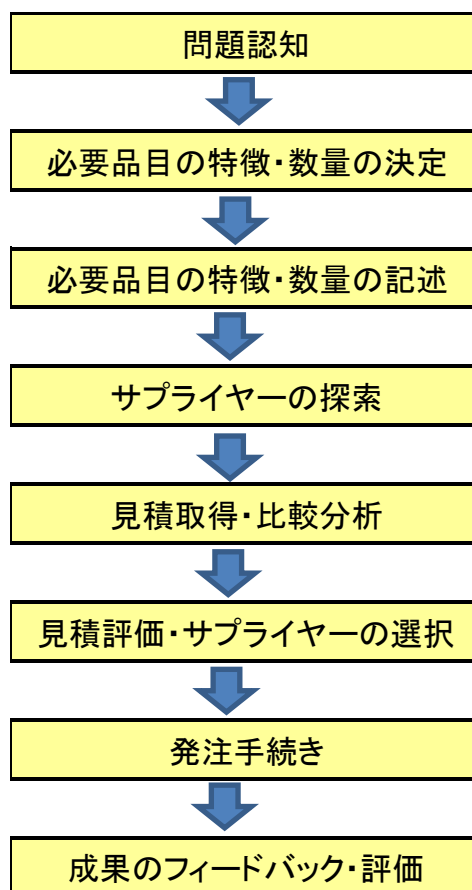 問題認知
必要品目の特徴・数量の決定
必要品目の特徴・数量の記述
サプライヤーの探索
見積取得・比較分析
見積評価・サプライヤーの選択
発注手続き
成果のフィードバック・評価